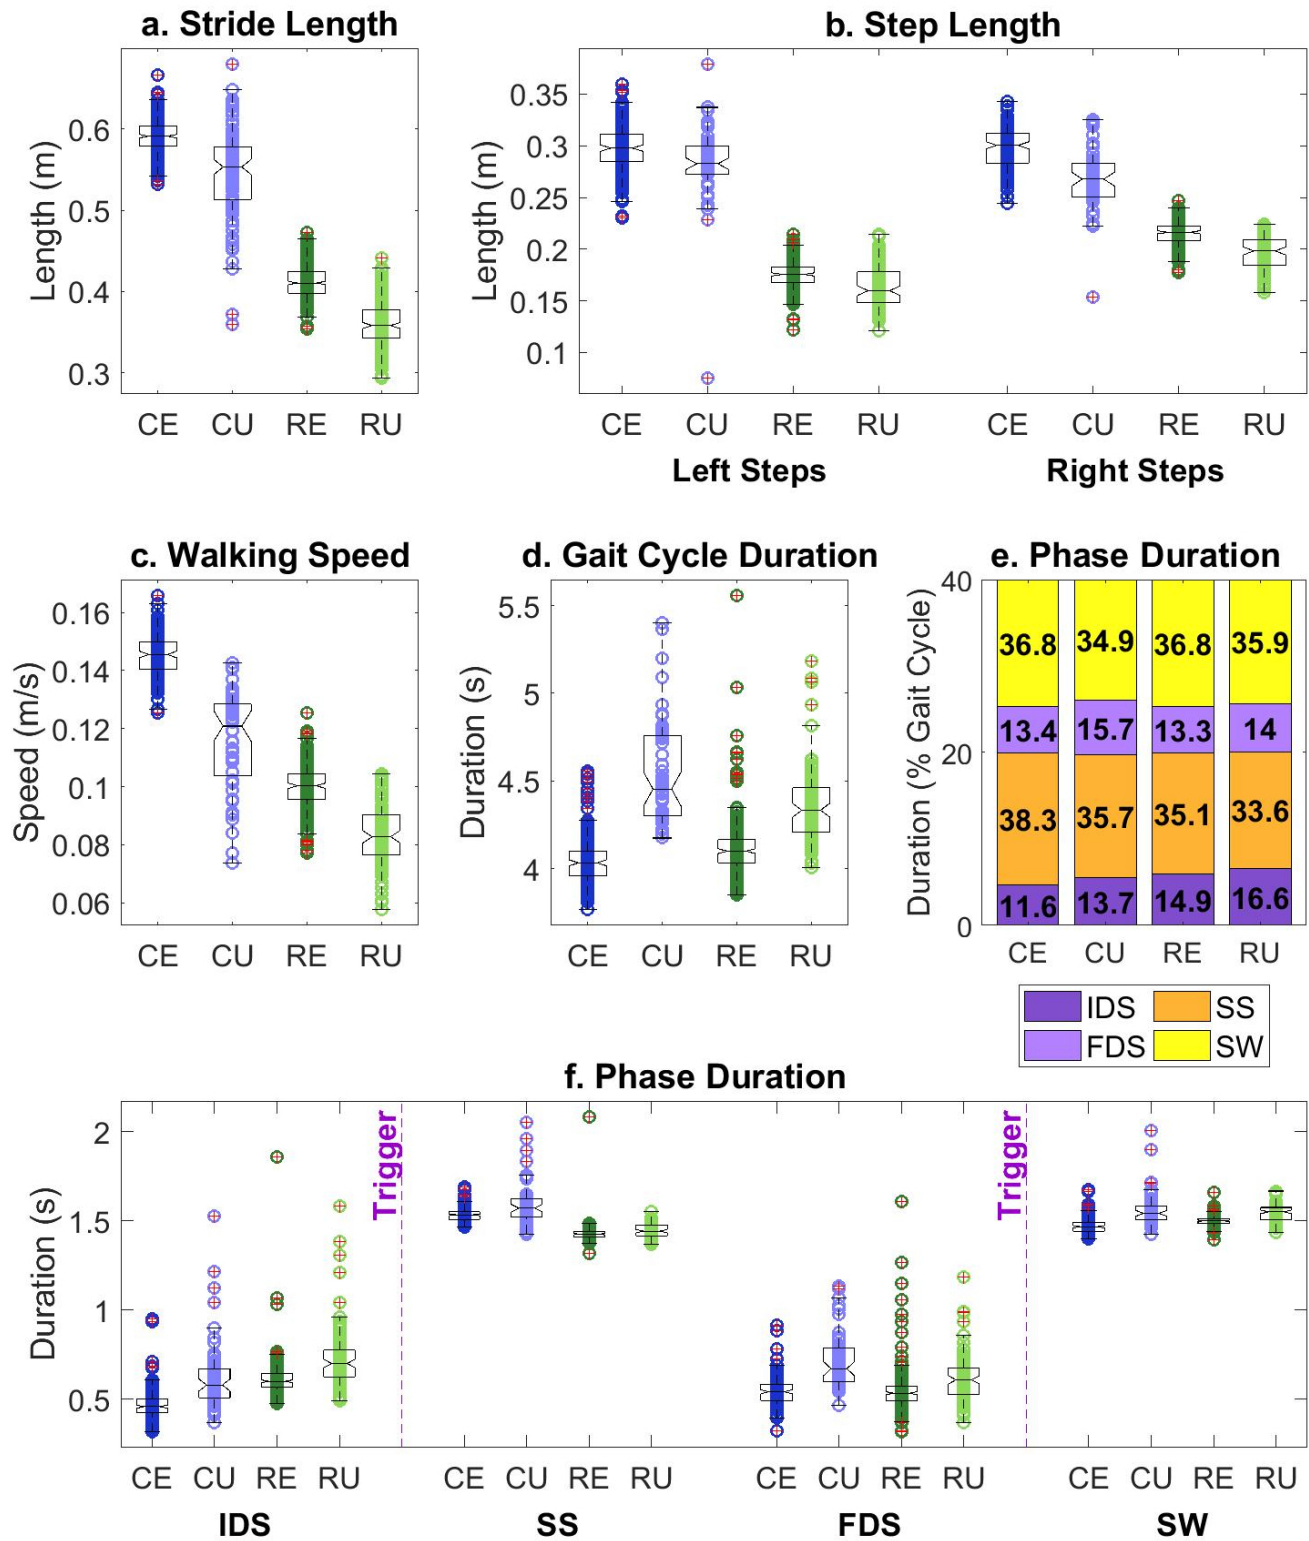 a. Stride Length
b. Step Length
Length (m)
0.6
0.5
0.4
0.3
CE CU RE RU
Length (m)
0.35
0.3
0.25
0.2
0.15
0.1
CE CU RE RU CE CU RE RU
Left Steps Right Steps
c. Walking Speed
d. Gait Cycle Duration
e. Phase Duration
Speed (m/s)
0.16
0.14
0.12
0.1
0.08
0.06
CE CU RE RU
Duration (s)
5.5
5
4.5
4
CE CU RE RU
Duration (% Gait Cycle)
40
20
0
36.8 34.9 36.8 35.9
13.4 15.7 13.3 14
38.3 35.7 35.1 33.6
11.6 13.7 14.9 16.6
CE CU RE RU
IDS SS
FDS SW
f. Phase Duration
Duration (s)
2
1.5
1
0.5
Trigger
Trigger
CE CU RE RU CE CU RE RU CE CU RE RU CE CU RE RU
IDS SS FDS SW